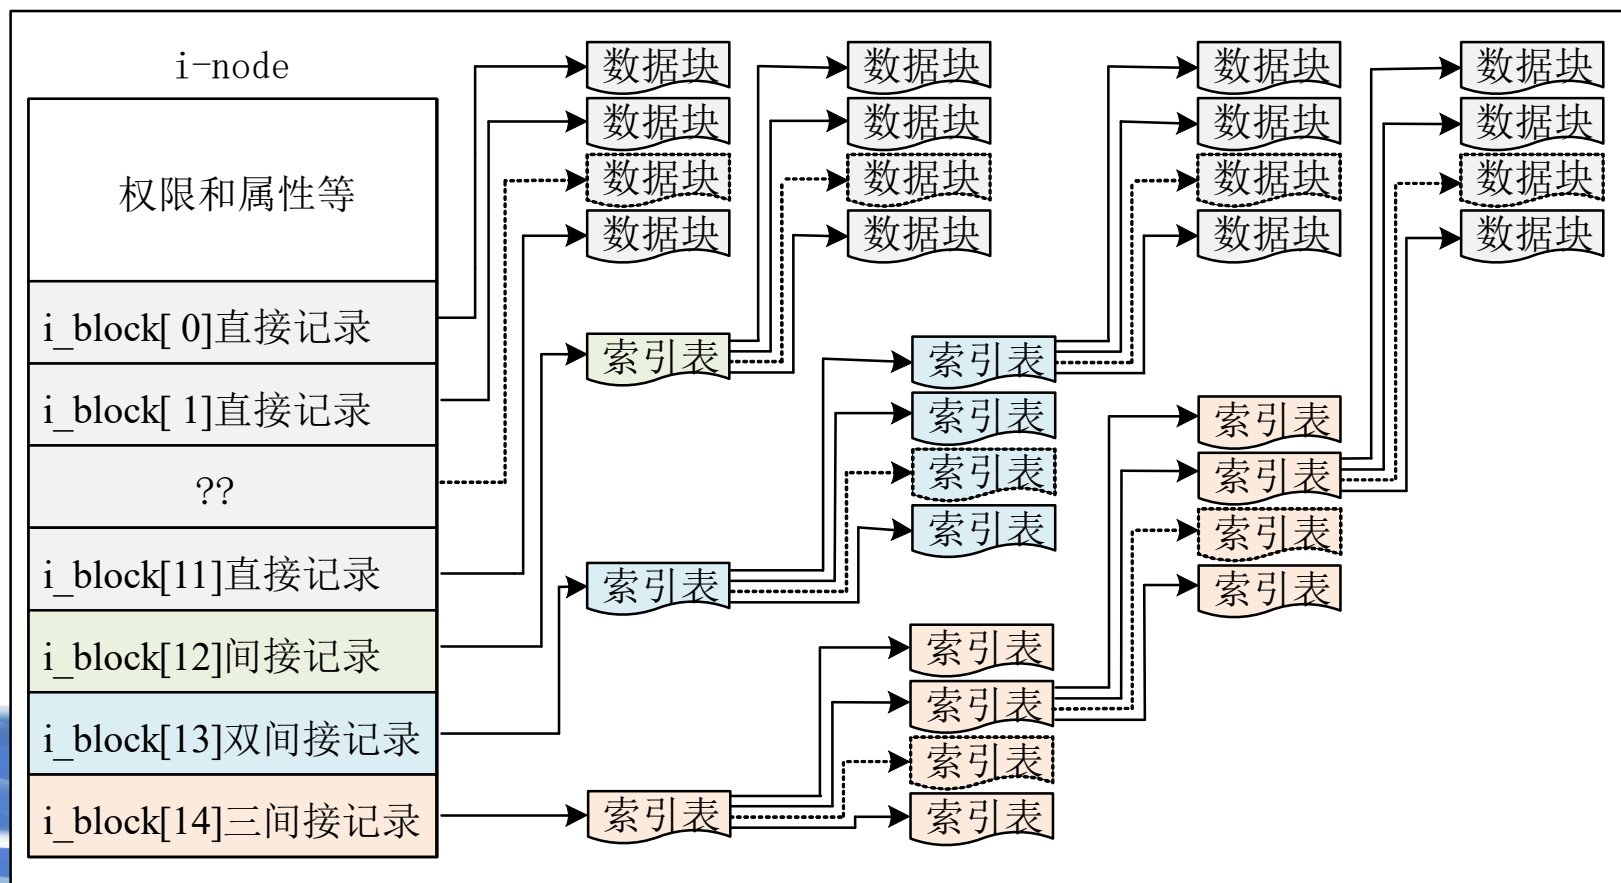 i-node
权限和属性等
i_block[ 0]直接记录
i_block[ 1]直接记录
??
i_block[11]直接记录
i_block[12]间接记录
i_block[13]双间接记录
i_block[14]三间接记录
数据块 数据块 数据块 数据块
数据块 数据块 数据块 数据块
数据块 数据块 数据块 数据块
数据块 数据块 数据块 数据块
索引表 索引表
索引表 索引表
索引表 索引表
索引表 索引表
索引表 索引表
索引表
索引表
索引表
索引表 索引表